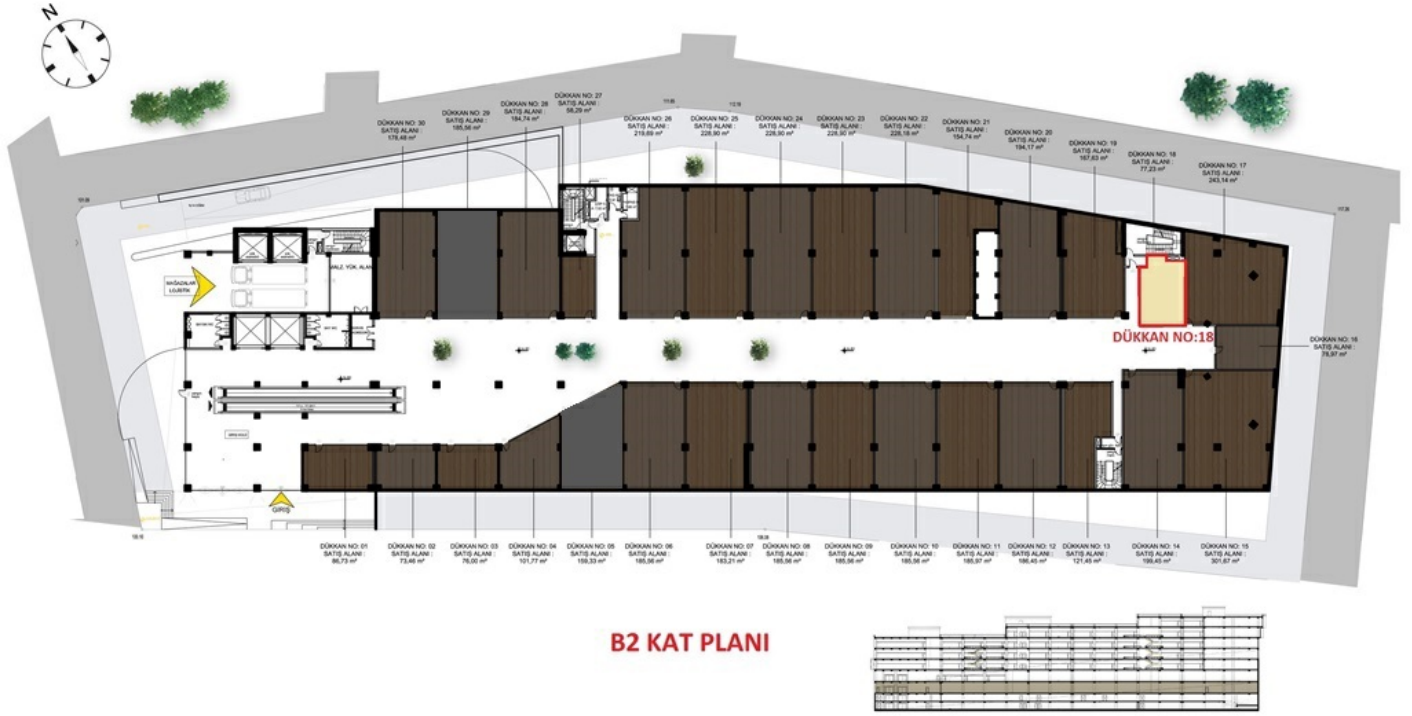 N
DÜKKAN NO: 30
SATIŞ ALANI :
178,48 m²
DÜKKAN NO: 29
SATIŞ ALANI :
185,56 m²
DÜKKAN NO: 28
SATIŞ ALANI :
184,74 m²
DÜKKAN NO: 27
SATIŞ ALANI :
58,29 m²
DÜKKAN NO: 26
SATIŞ ALANI :
219,69 m²
DÜKKAN NO: 25
SATIŞ ALANI :
228,90 m²
DÜKKAN NO: 24
SATIŞ ALANI :
228,90 m²
DÜKKAN NO: 23
SATIŞ ALANI :
228,90 m²
DÜKKAN NO: 22
SATIŞ ALANI :
228,18 m²
DÜKKAN NO: 21
SATIŞ ALANI :
154,74 m²
DÜKKAN NO: 20
SATIŞ ALANI :
194,17 m²
DÜKKAN NO: 19
SATIŞ ALANI :
167,63 m²
DÜKKAN NO: 18
SATIŞ ALANI :
77,23 m²
DÜKKAN NO: 17
SATIŞ ALANI :
243,14 m²
MALZ. YÜK. ALAN
MAĞAZALAR
LOJİSTİK
DÜKKAN NO:18
DÜKKAN NO: 16
SATIŞ ALANI :
78,97 m²
GİRİŞ
DÜKKAN NO: 01
SATIŞ ALANI :
86,73 m²
DÜKKAN NO: 02
SATIŞ ALANI :
73,46 m²
DÜKKAN NO: 03
SATIŞ ALANI :
76,00 m²
DÜKKAN NO: 04
SATIŞ ALANI :
101,77 m²
DÜKKAN NO: 05
SATIŞ ALANI :
159,33 m²
DÜKKAN NO: 06
SATIŞ ALANI :
185,56 m²
DÜKKAN NO: 07
SATIŞ ALANI :
183,21 m²
DÜKKAN NO: 08
SATIŞ ALANI :
185,56 m²
DÜKKAN NO: 09
SATIŞ ALANI :
185,56 m²
DÜKKAN NO: 10
SATIŞ ALANI :
185,56 m²
DÜKKAN NO: 11
SATIŞ ALANI :
185,97 m²
DÜKKAN NO: 12
SATIŞ ALANI :
186,45 m²
DÜKKAN NO: 13
SATIŞ ALANI :
121,45 m²
DÜKKAN NO: 14
SATIŞ ALANI :
199,45 m²
DÜKKAN NO: 15
SATIŞ ALANI :
301,67 m²
B2 KAT PLANI